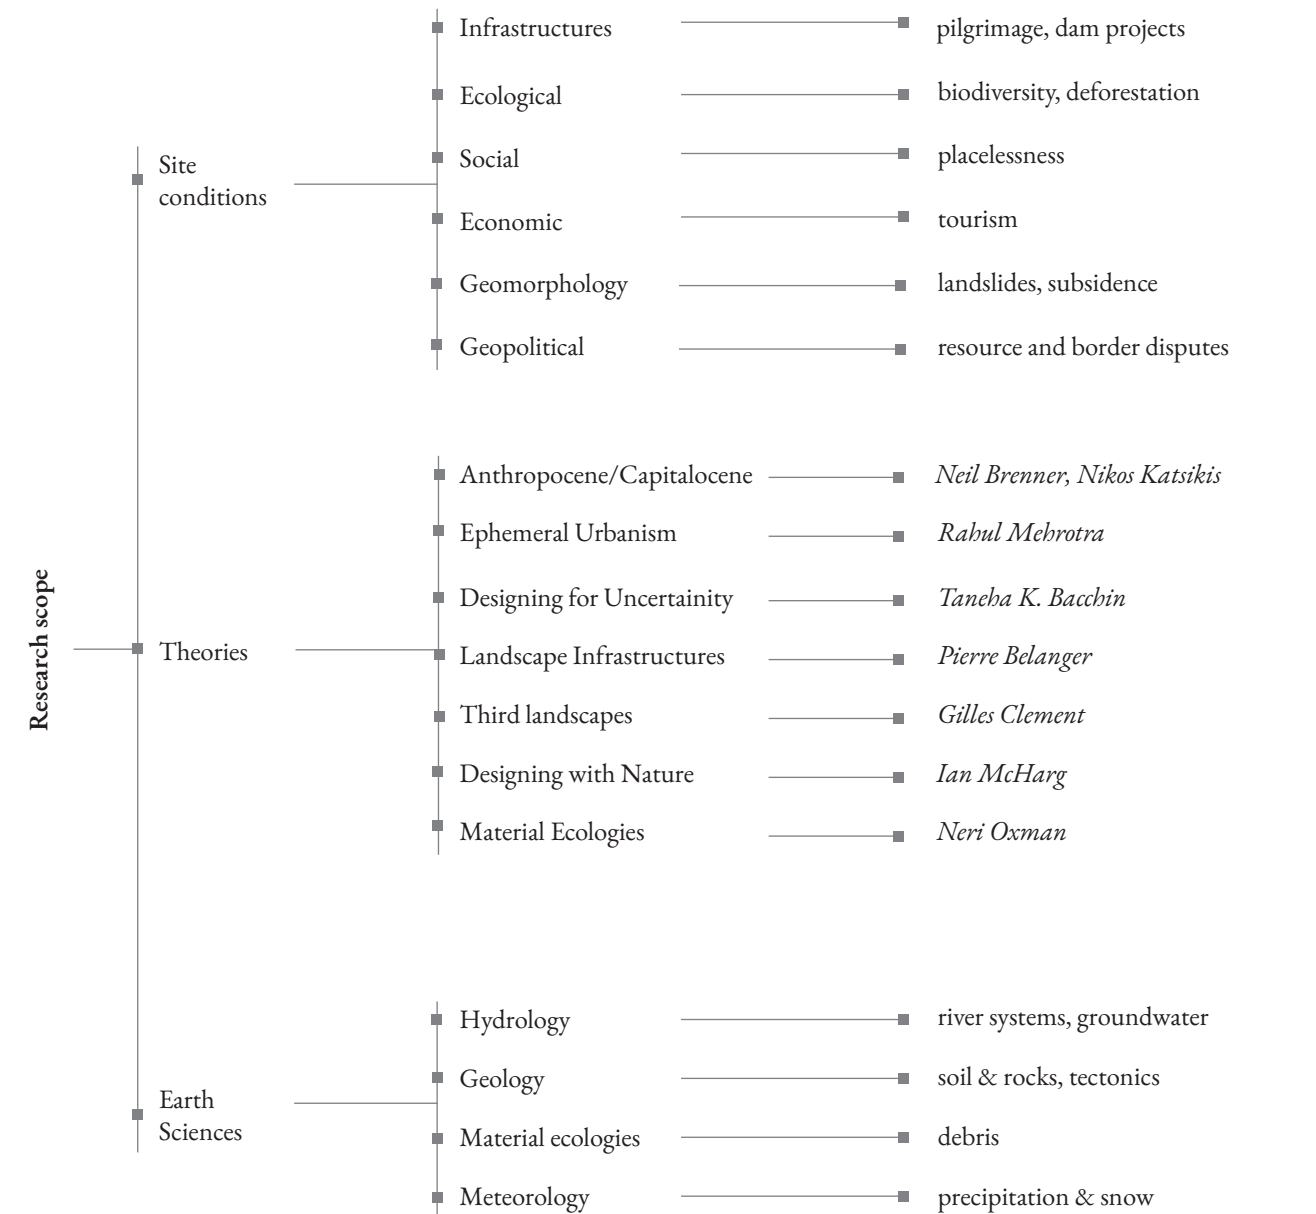 Research scope
Site
conditions
Infrastructures
pilgrimage, dam projects
Ecological
biodiversity, deforestation
Social
placelessness
Economic
tourism
Geomorphology
landslides, subsidence
Geopolitical
resource and border disputes
Theories
Anthropocene/Capitalocene
Neil Brenner, Nikos Katsikis
Ephemeral Urbanism
Rahul Mehrotra
Designing for Uncertainity
Taneha K. Bacchin
Landscape Infrastructures
Pierre Belanger
Third landscapes
Gilles Clement
Designing with Nature
Ian McHarg
Material Ecologies
Neri Oxman
Earth
Sciences
Hydrology
river systems, groundwater
Geology
soil & rocks, tectonics
Material ecologies
debris
Meteorology
precipitation & snow